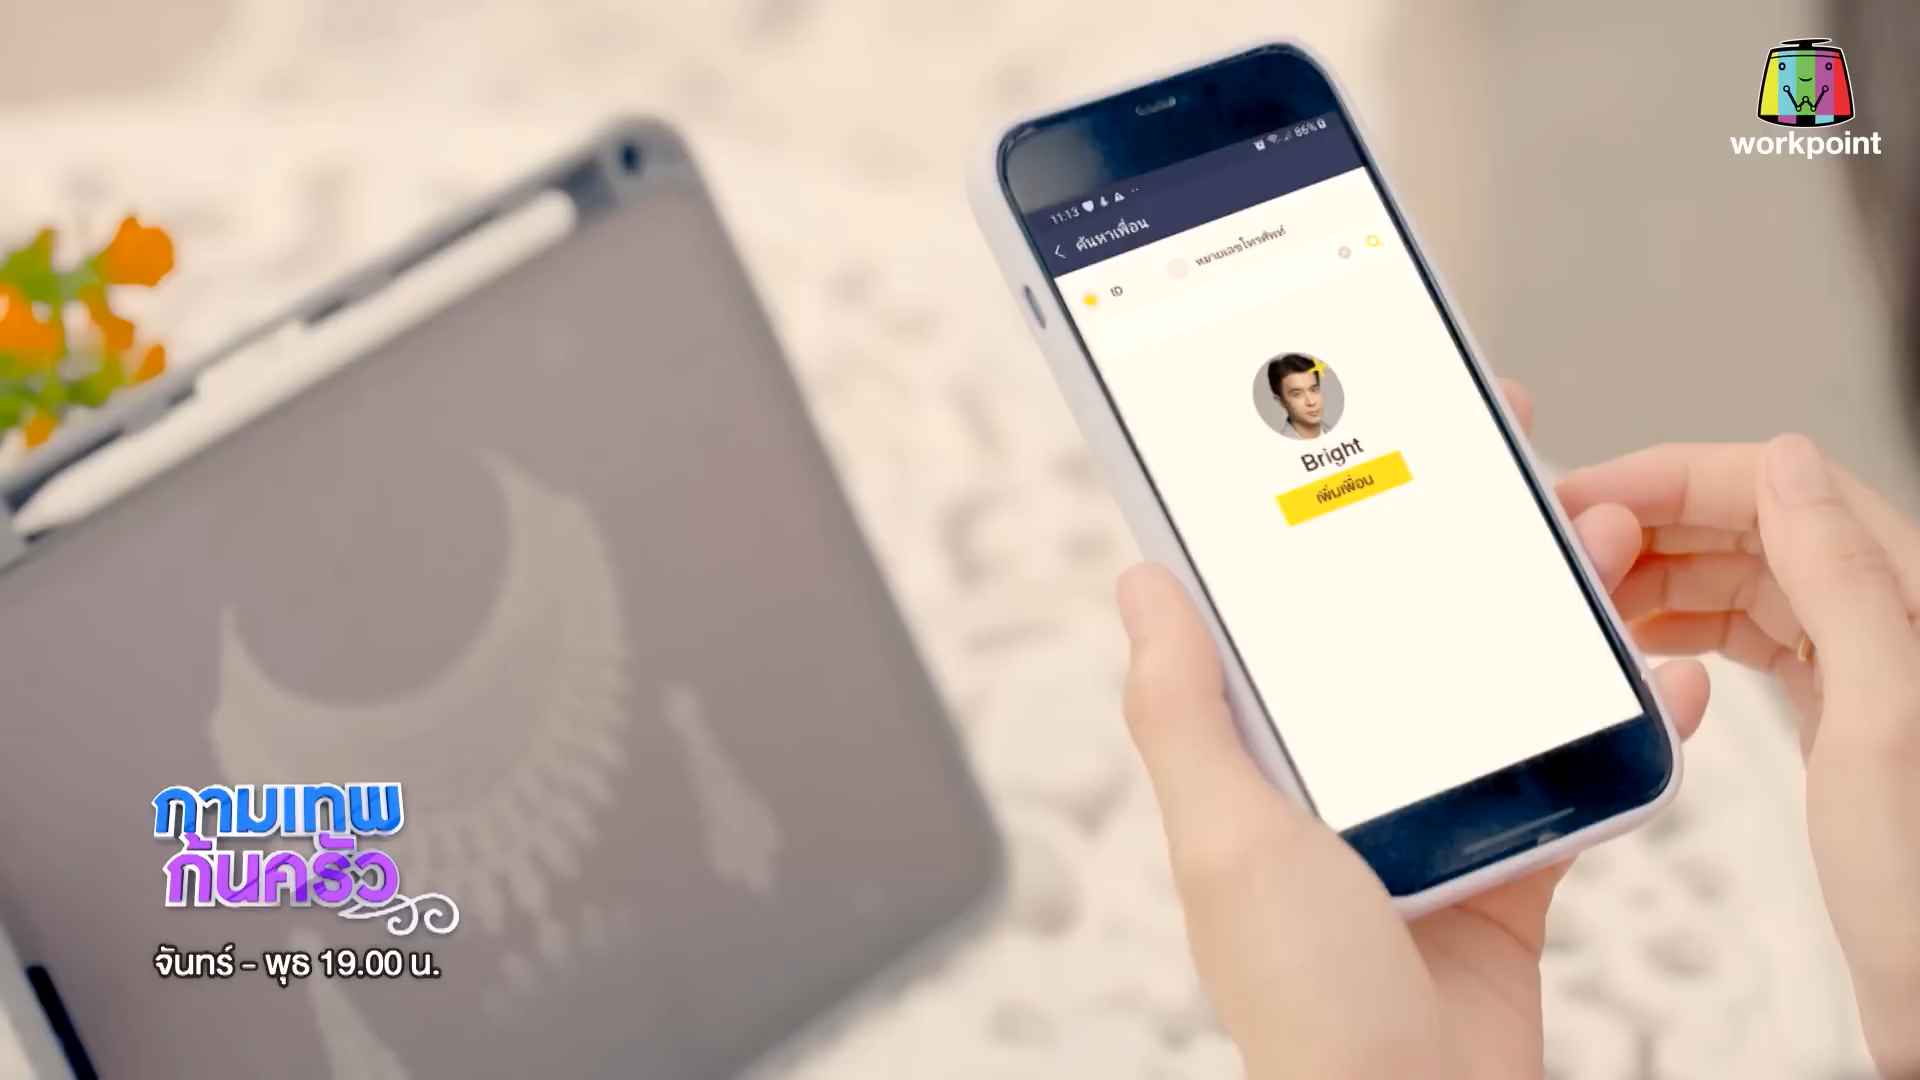 workpoint
11:13
86%
ค้นหาเพื่อน
ID
หมายเลขโทรศัพท์
Bright
เพิ่มเพื่อน
กามเทพ
ก้นครัว
จันทร์ - พุธ 19.00 น.